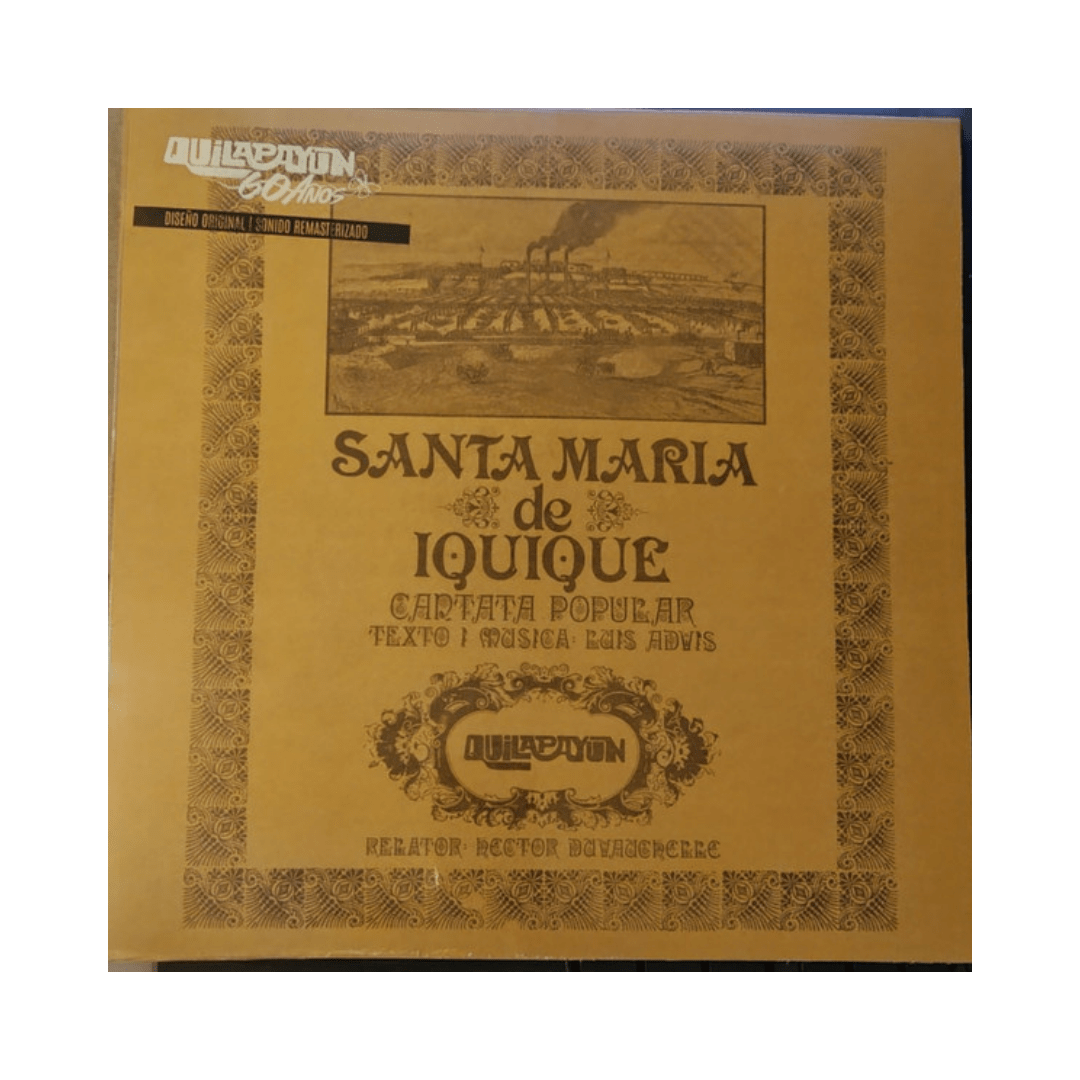 QUILAPAYUN
60 AÑOS
DISEÑO ORIGINAL | SONIDO REMASTERIZADO
SANTA MARIA
de
IQUIQUE
CANTATA POPULAR
TEXTO I MUSICA: LUIS ADVIS
QUILAPAYUN
RELATOR: HECTOR DUVAUCHELLE